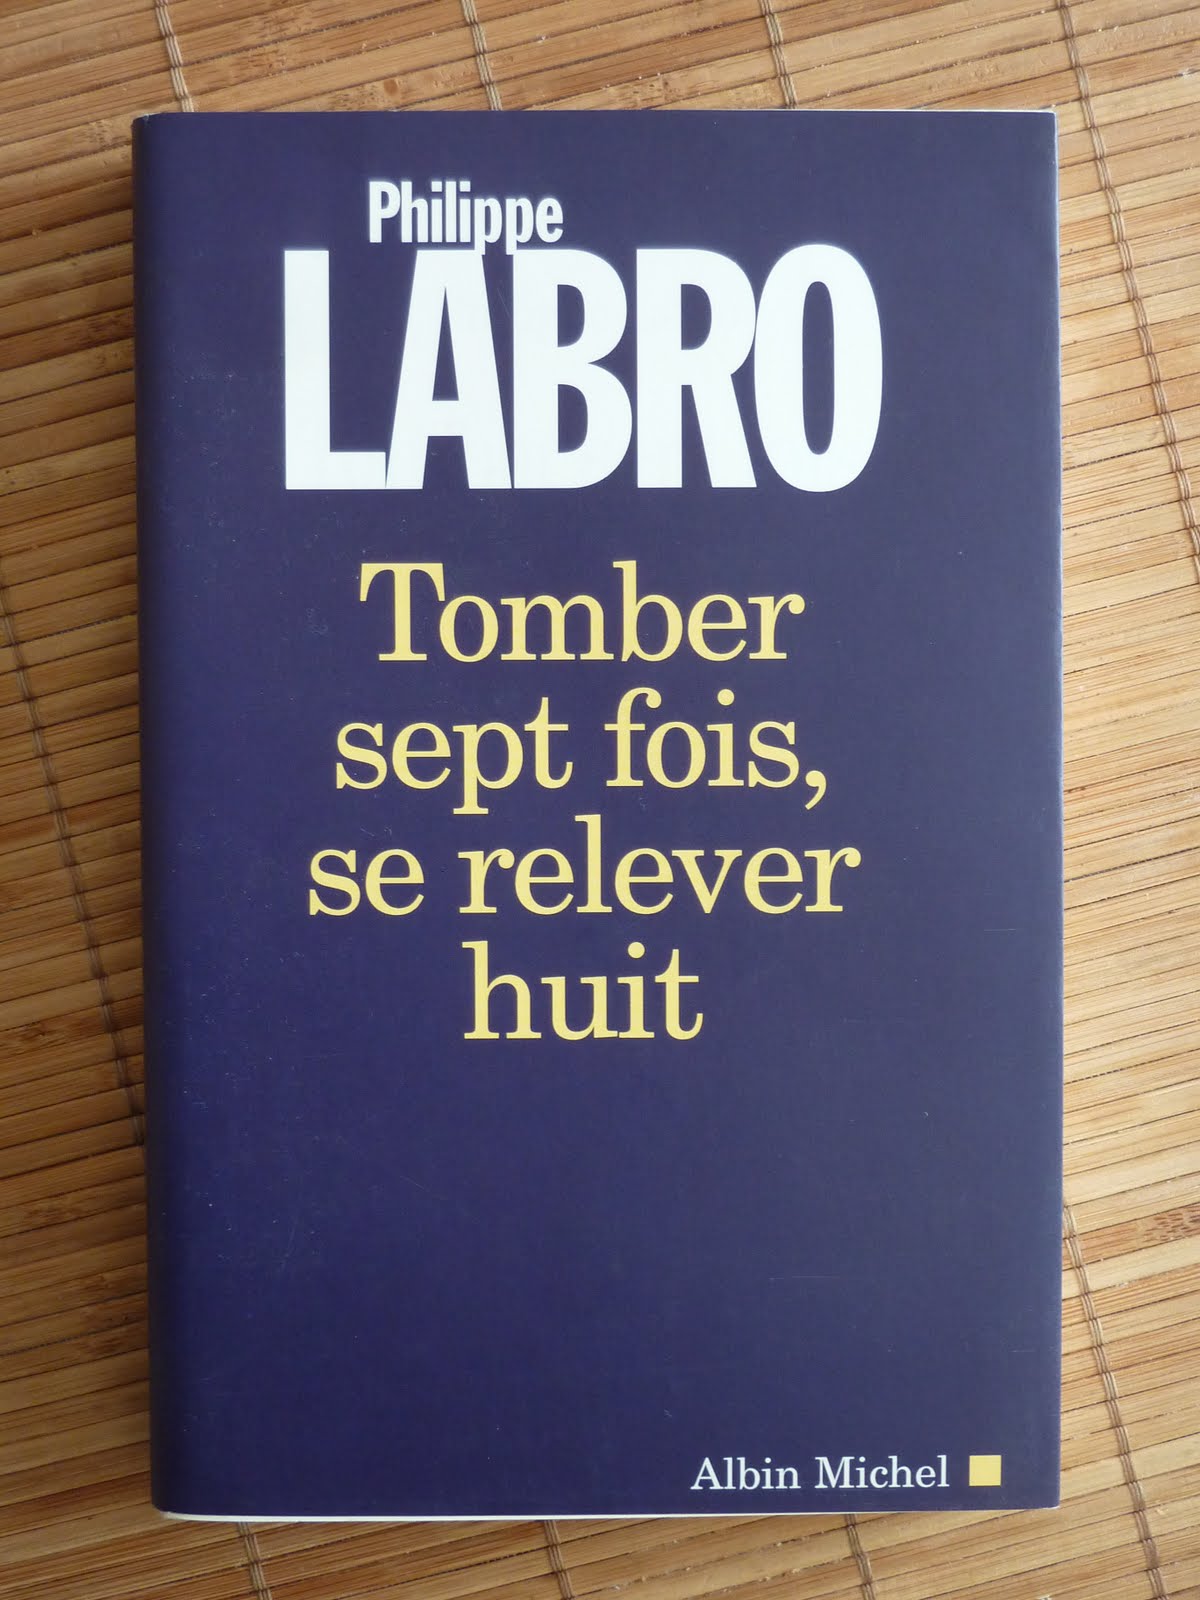 Philippe
LABRO
Tomber
sept fois,
se relever
huit
Albin Michel